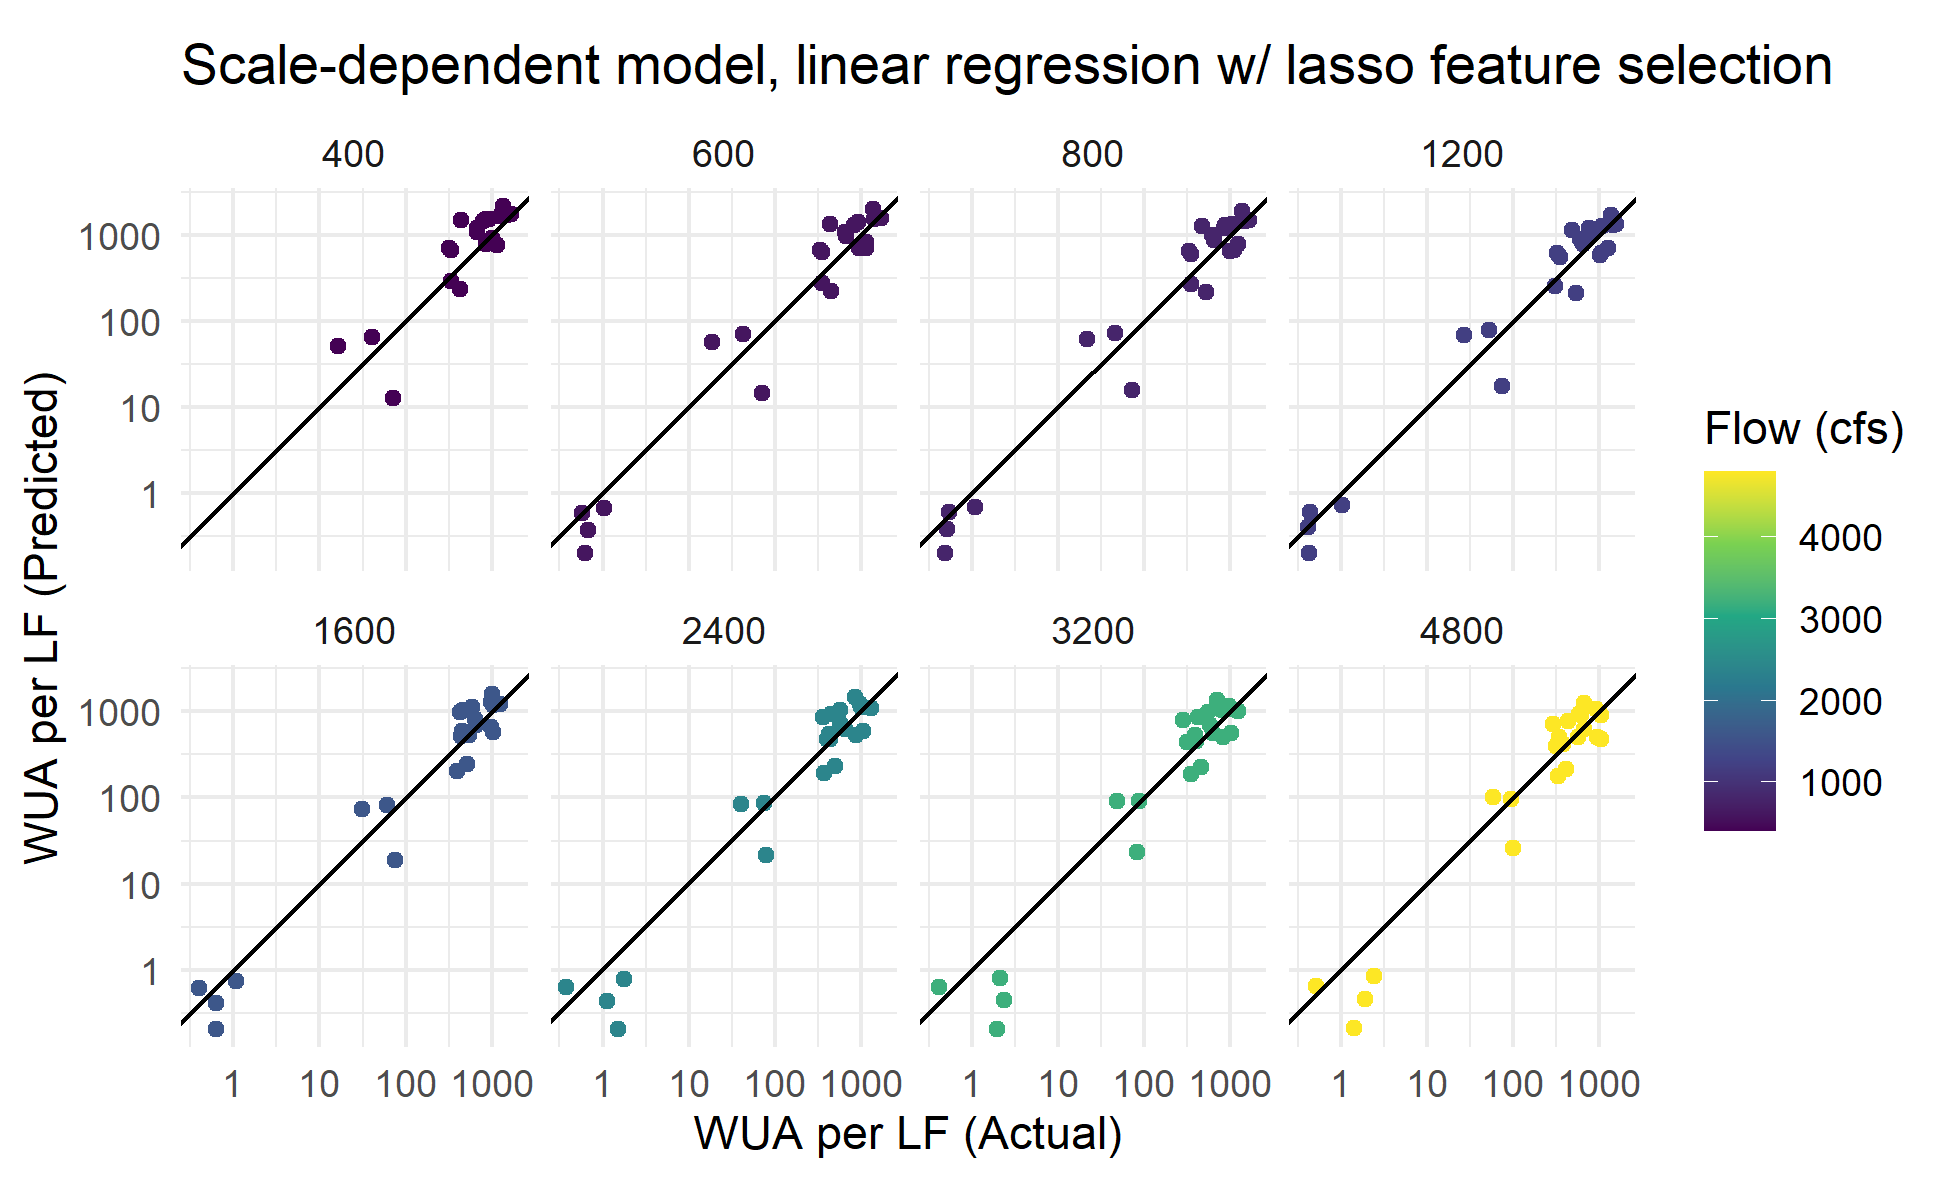 Scale-dependent model, linear regression w/ lasso feature selection
400 600 800 1200
1000
100
10
1
1600 2400 3200 4800
1000
100
10
1
1 10 100 1000 1 10 100 1000 1 10 100 1000 1 10 100 1000
WUA per LF (Actual)
WUA per LF (Predicted)
Flow (cfs)
4000
3000
2000
1000